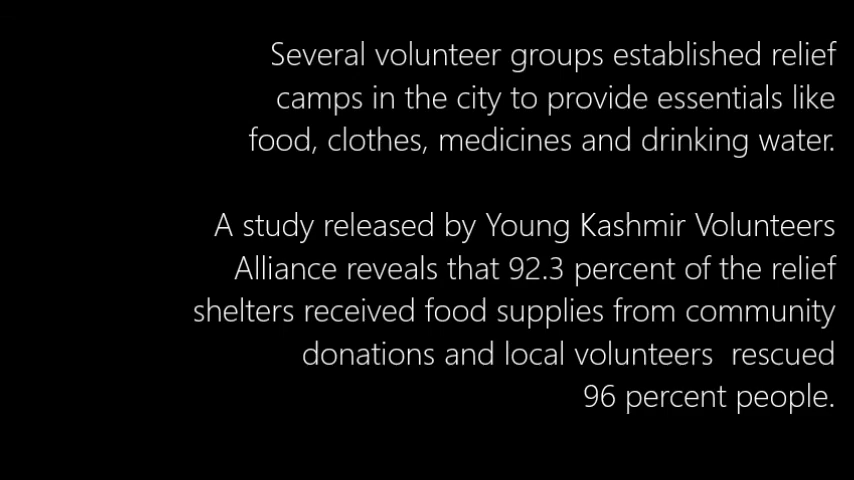 Several volunteer groups established relief
camps in the city to provide essentials like
food, clothes, medicines and drinking water.
A study released by Young Kashmir Volunteers
Alliance reveals that 92.3 percent of the relief
shelters received food supplies from community
donations and local volunteers  rescued
96 percent people.